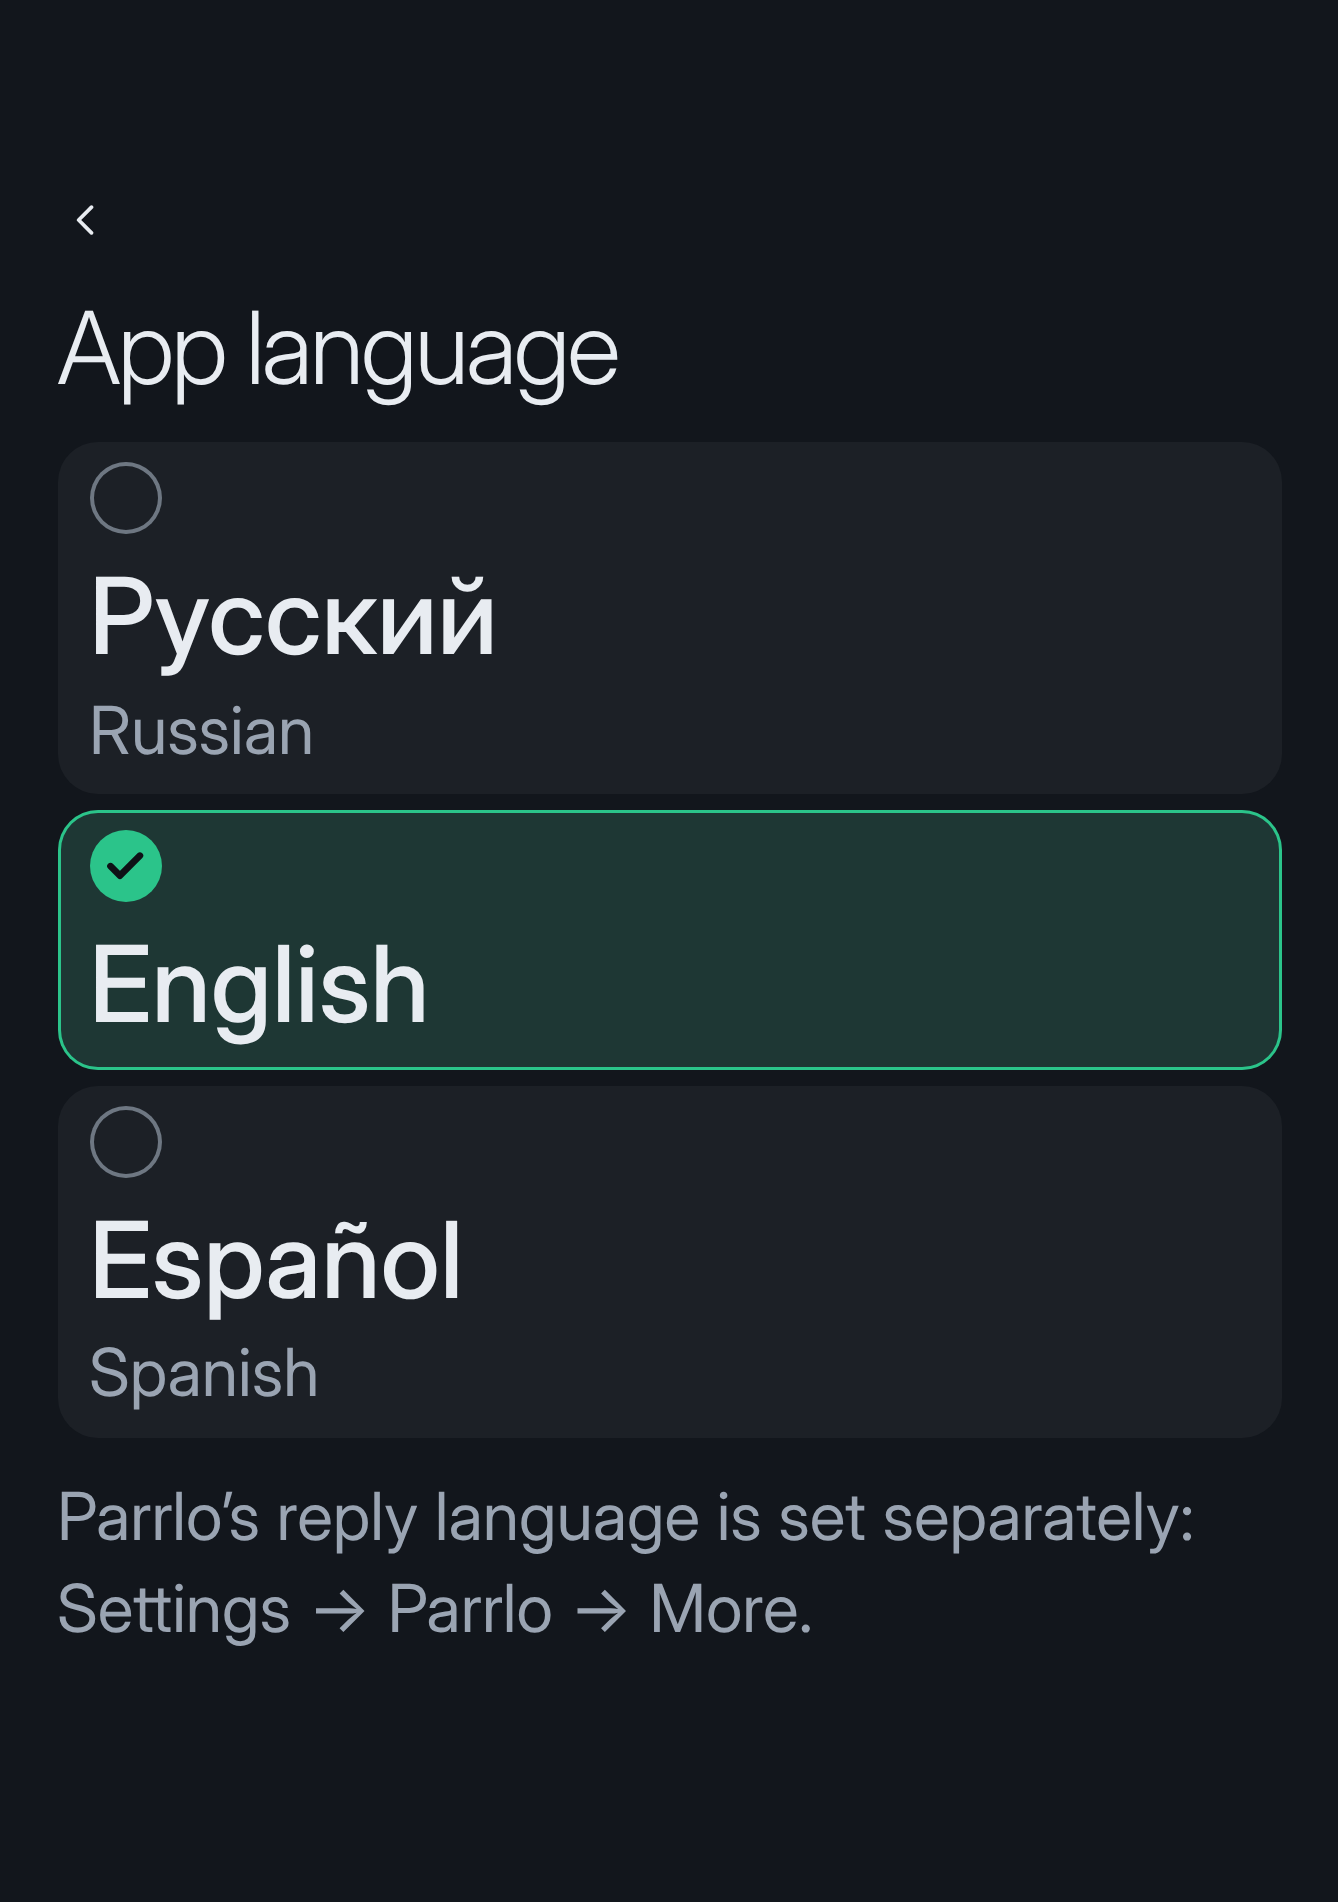 App language
Русский
Russian
English
Español
Spanish
Parrlo’s reply language is set separately:
Settings → Parrlo → More.